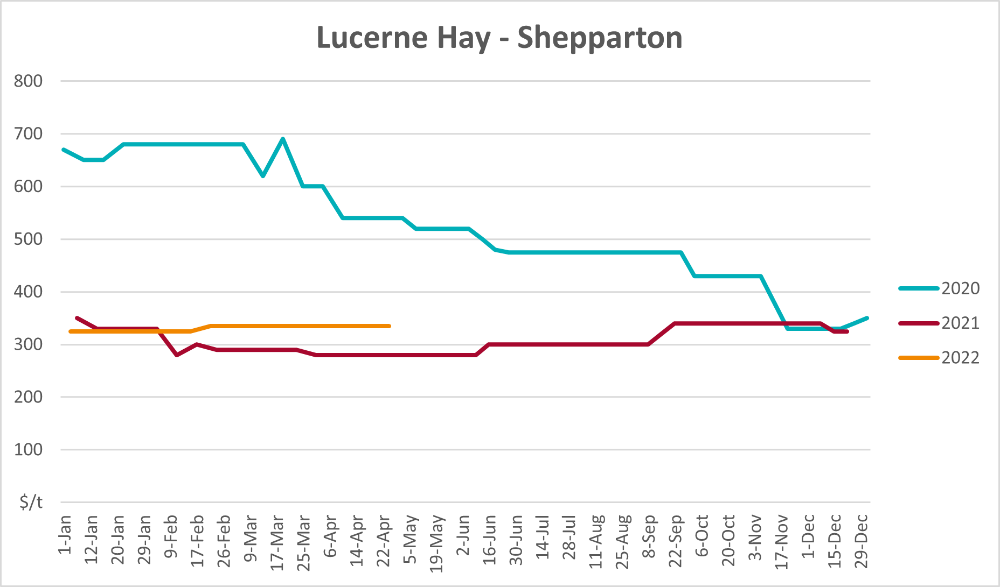 Lucerne Hay - Shepparton
800
700
600
500
400
300
200
100
$/t
1-Jan
12-Jan
20-Jan
29-Jan
9-Feb
17-Feb
26-Feb
9-Mar
17-Mar
25-Mar
6-Apr
14-Apr
22-Apr
5-May
19-May
2-Jun
16-Jun
30-Jun
14-Jul
28-Jul
11-Aug
25-Aug
8-Sep
22-Sep
6-Oct
20-Oct
3-Nov
17-Nov
1-Dec
15-Dec
29-Dec
2020
2021
2022